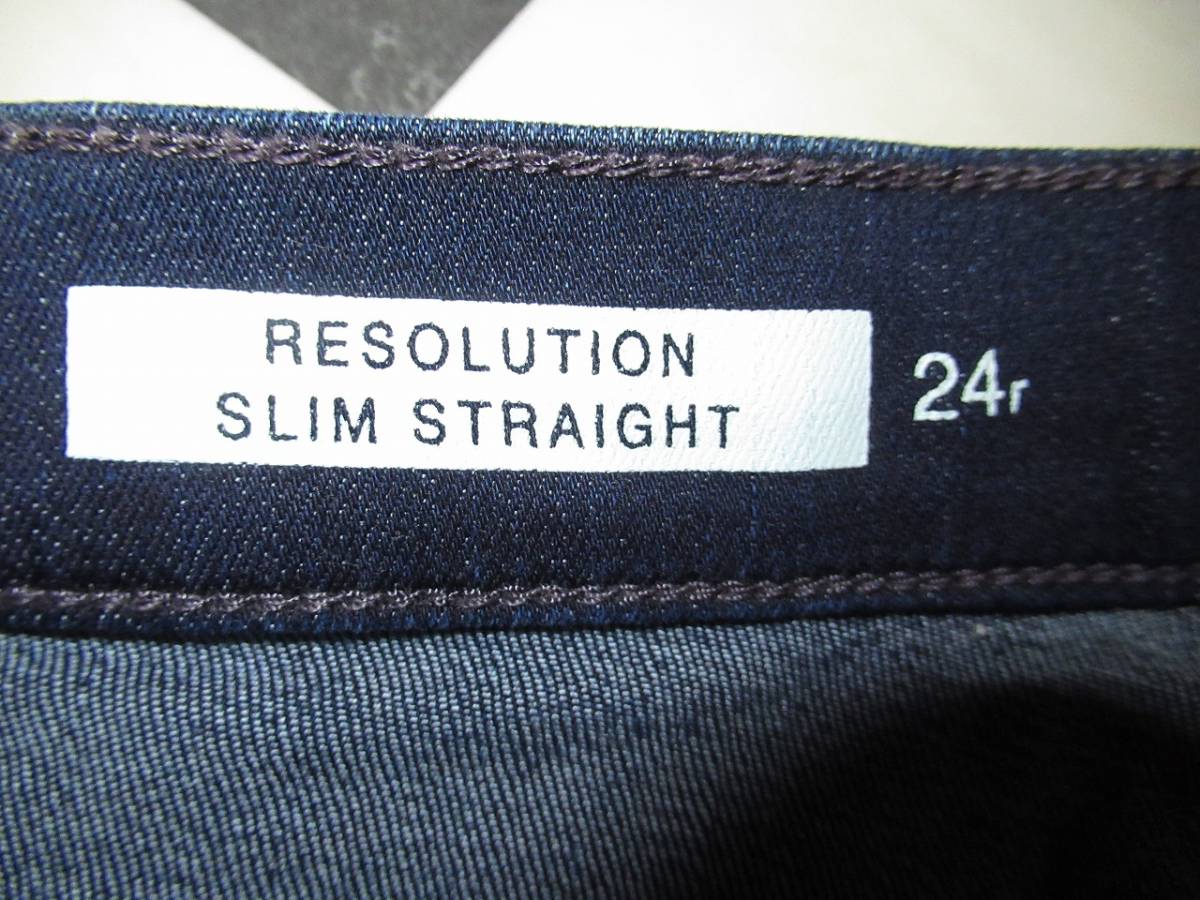 RESOLUTION
SLIM STRAIGHT
24r